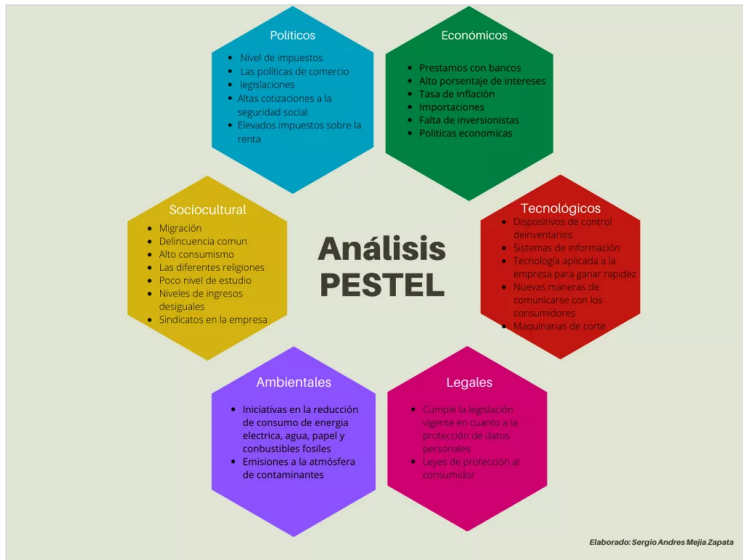 Políticos
Nivel de impuestos
Las políticas de comercio
legislaciones
Altas cotizaciones a la
seguridad social
Elevados impuestos sobre la
renta
Económicos
Prestamos con bancos
Alto porsentaje de intereses
Tasa de inflación
Importaciones
Falta de inversionistas
Políticas economicas
Sociocultural
Migración
Delincuencia comun
Alto consumismo
Las diferentes religiones
Poco nivel de estudio
Niveles de ingresos
desiguales
Sindicatos en la empresa
Análisis
PESTEL
Tecnológicos
Dispositivos de control
deinventarios
Sistemas de información
Tecnología aplicada a la
empresa para ganar rapidez
Nuevas maneras de
comunicarse con los
consumidores
Maquinarias de corte
Ambientales
Iniciativas en la reducción
de consumo de energia
electrica, agua, papel y
conbustibles fosiles
Emisiones a la atmósfera
de contaminantes
Legales
Cumple la legislación
vigente en cuanto a la
protección de datos
personales
Leyes de protección al
consumidor
Elaborado: Sergio Andres Mejia Zapata